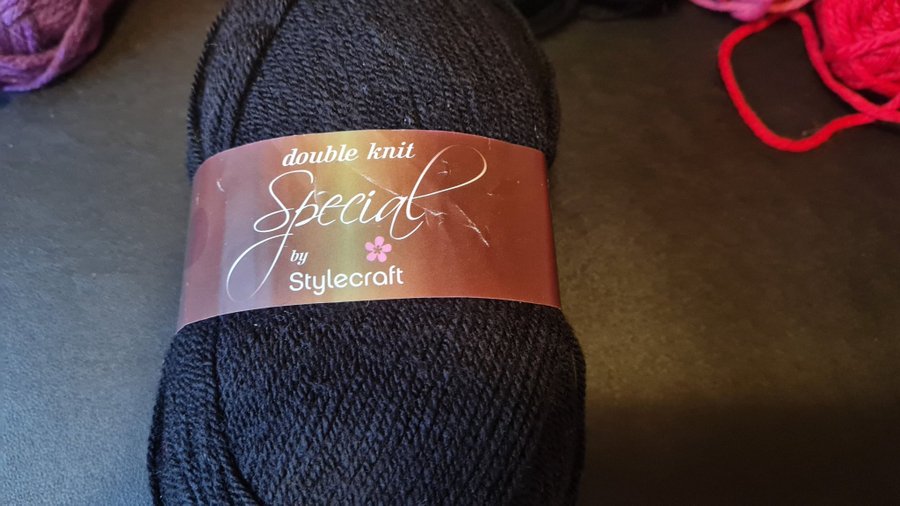 double knit
Special
by
Stylecraft